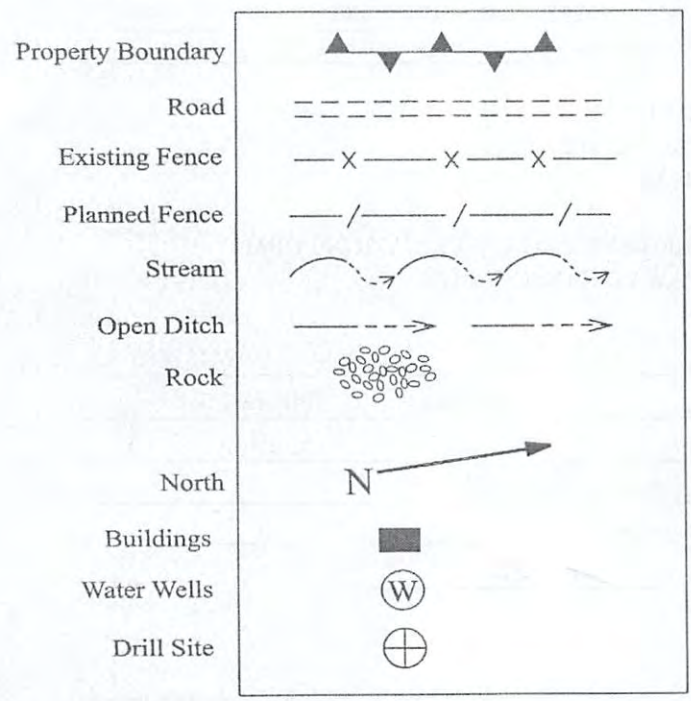 Property Boundary
Road
Existing Fence
X X X
Planned Fence
Stream
Open Ditch
Rock
North N
Buildings
Water Wells W
Drill Site